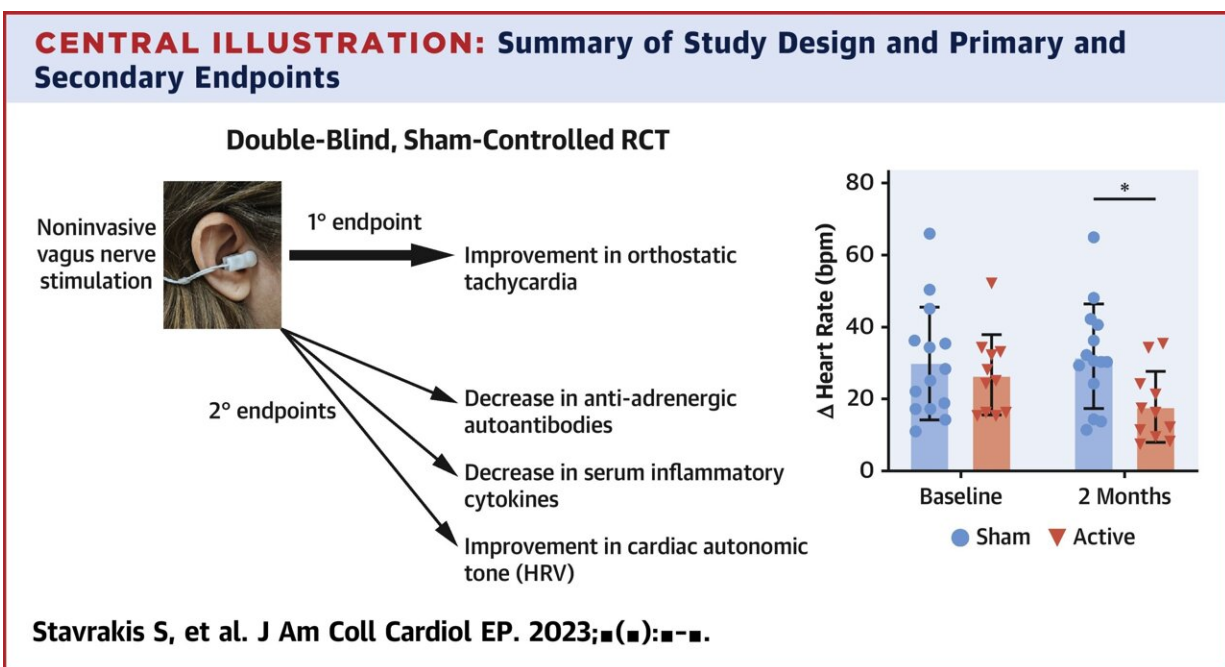 CENTRAL ILLUSTRATION: Summary of Study Design and Primary and
Secondary Endpoints
Double-Blind, Sham-Controlled RCT
Noninvasive
vagus nerve
stimulation
1° endpoint
Improvement in orthostatic
tachycardia
2° endpoints
Decrease in anti-adrenergic
autoantibodies
Decrease in serum inflammatory
cytokines
Improvement in cardiac autonomic
tone (HRV)
Δ Heart Rate (bpm)
80
60
40
20
0
*
Baseline
2 Months
Sham
Active
Stavrakis S, et al. J Am Coll Cardiol EP. 2023;■(■):■-■.